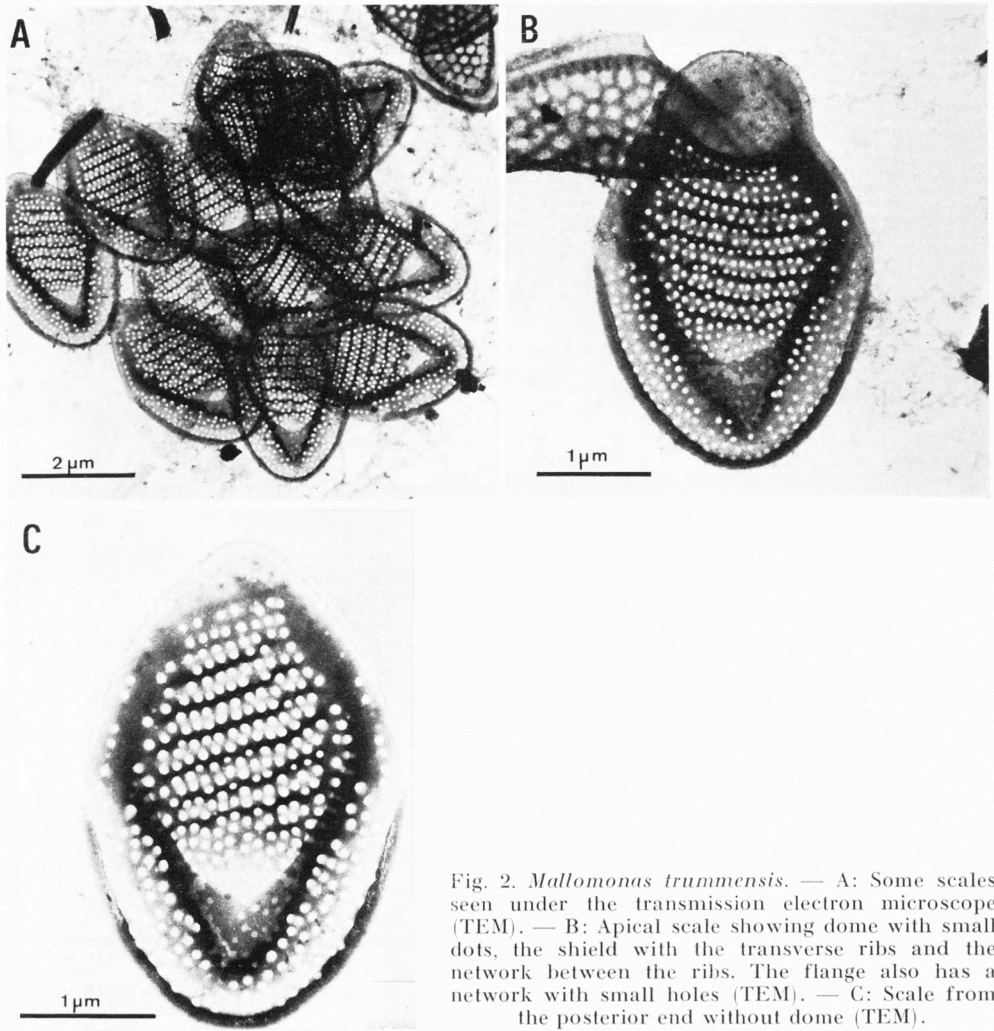 A
B
2 µm
1 µm
C
1 µm
Fig. 2. Mallomonas trummensis. — A: Some scales
seen under the transmission electron microscope
(TEM). — B: Apical scale showing dome with small
dots, the shield with the transverse ribs and the
network between the ribs. The flange also has a
network with small holes (TEM). — C: Scale from
the posterior end without dome (TEM).